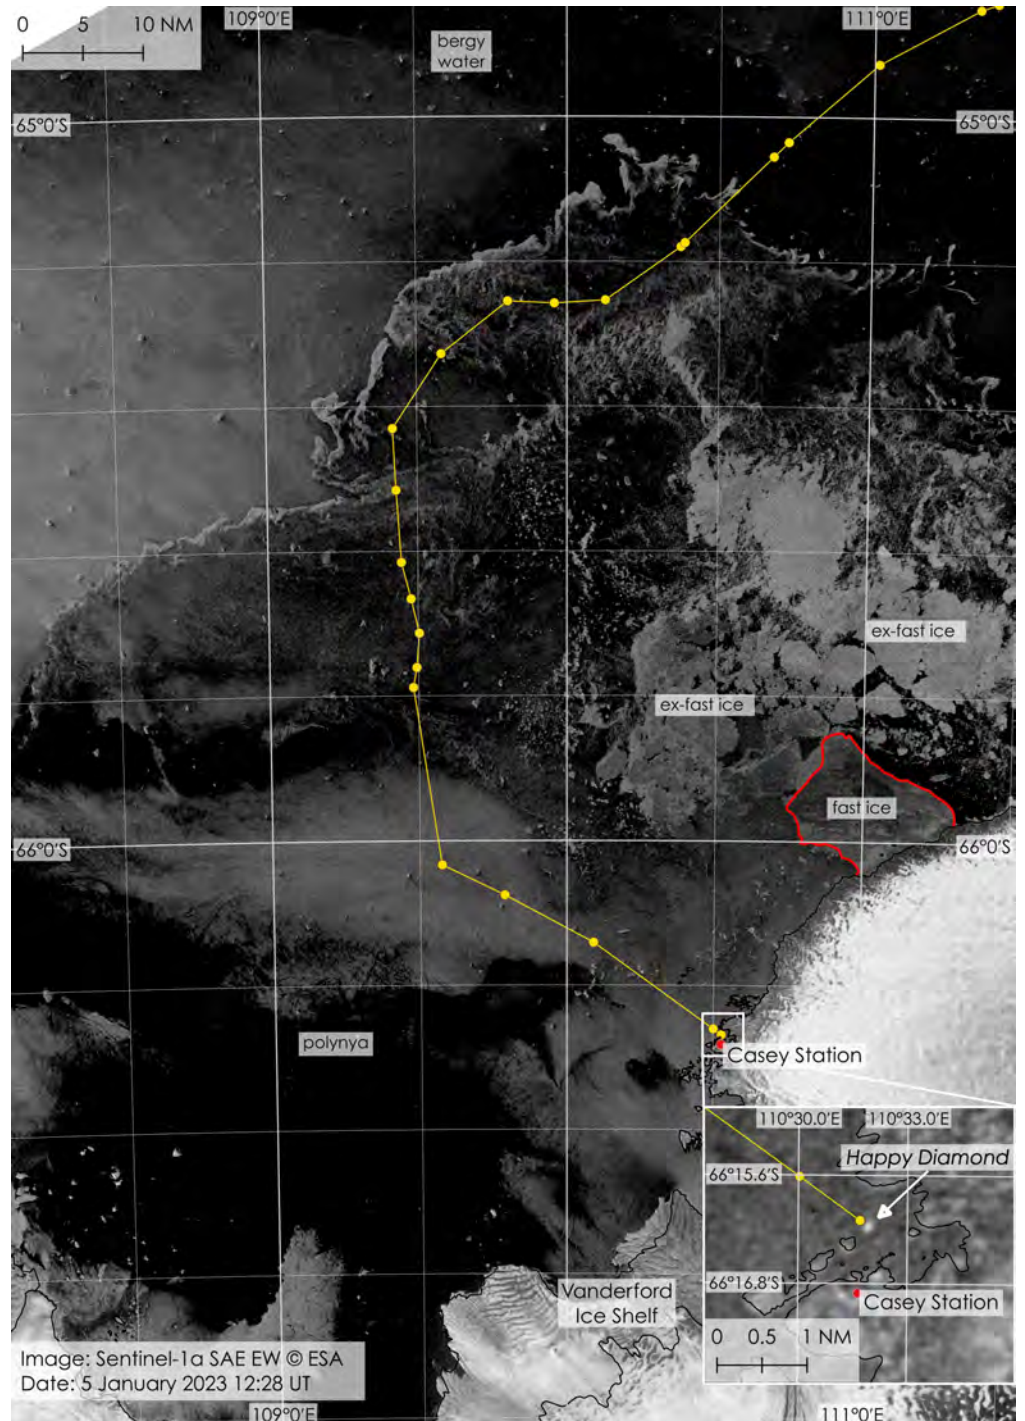 0 5 10 NM
109°0'E
111°0'E
bergy
water
65°0'S
65°0'S
ex-fast ice
ex-fast ice
fast ice
66°0'S
66°0'S
polynya
Casey Station
110°30.0'E
110°33.0'E
Happy Diamond
66°15.6'S
66°16.8'S
Casey Station
0 0.5 1 NM
Vanderford
Ice Shelf
Image: Sentinel-1a SAE EW © ESA
Date: 5 January 2023 12:28 UT
109°0'E
111°0'E